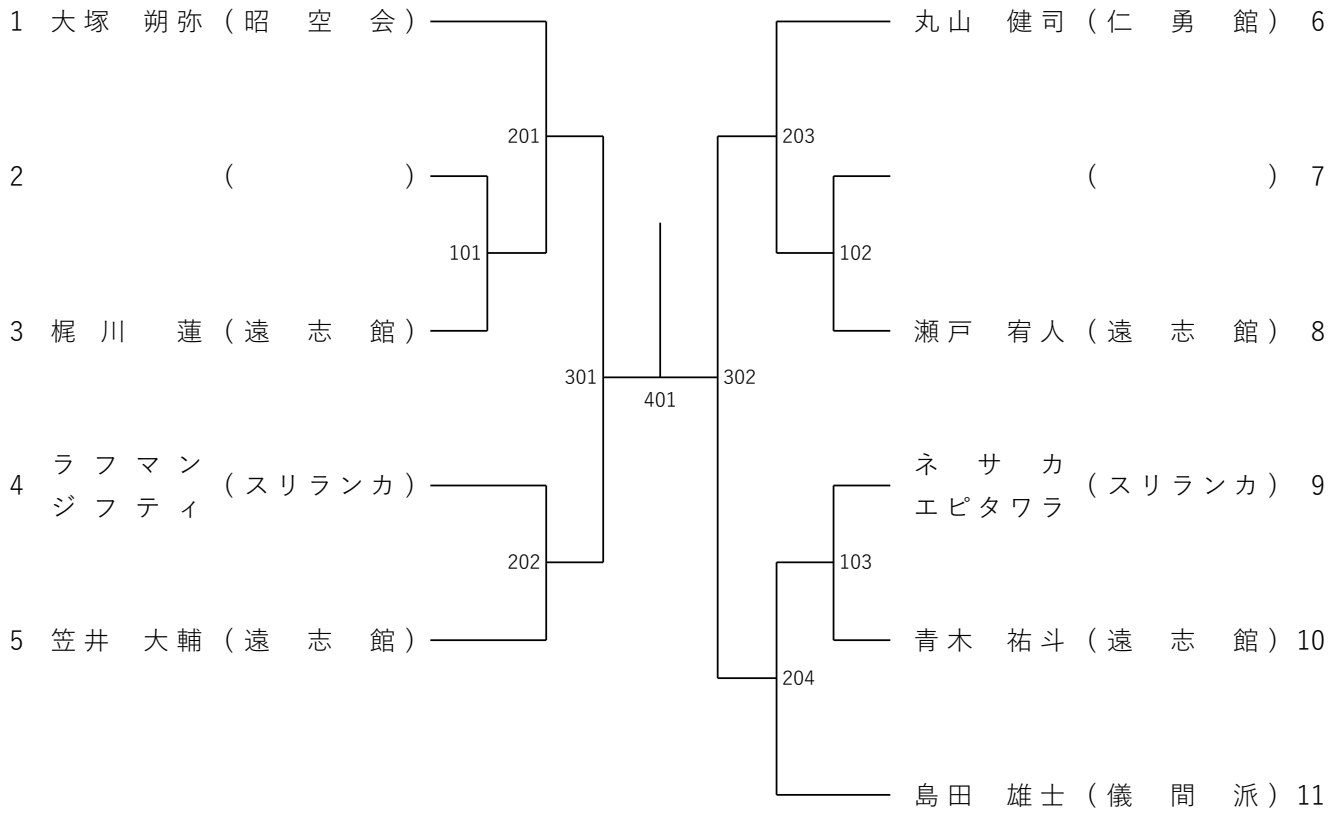 1 大塚 朔弥 (昭空会)
201
2 ( )
101
3 梶川 蓮 (遠志館)
301
4 ラフマン ジフティ (スリランカ)
202
5 笠井 大輔 (遠志館)
401
丸山 健司 (仁勇館) 6
203
( ) 7
102
瀬戸 宥人 (遠志館) 8
302
ネサカ エピタワラ (スリランカ) 9
103
青木 祐斗 (遠志館) 10
204
島田 雄士 (儀間派) 11